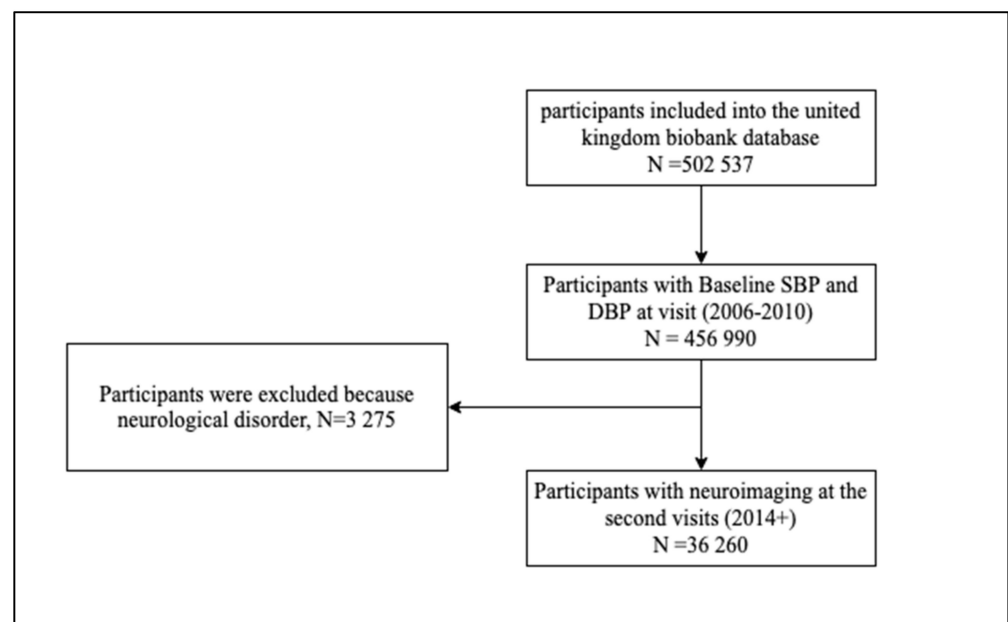 participants included into the united
kingdom biobank database
N =502 537
Participants with Baseline SBP and
DBP at visit (2006-2010)
N = 456 990
Participants were excluded because
neurological disorder, N=3 275
Participants with neuroimaging at the
second visits (2014+)
N =36 260